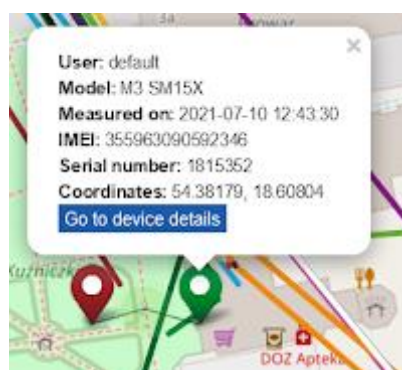 User: default
Model: M3 SM15X
Measured on: 2021-07-10 12:43:30
IMEI: 355963090592346
Serial number: 1815352
Coordinates: 54.38179, 18.60804
Go to device details
DOZ Apteka